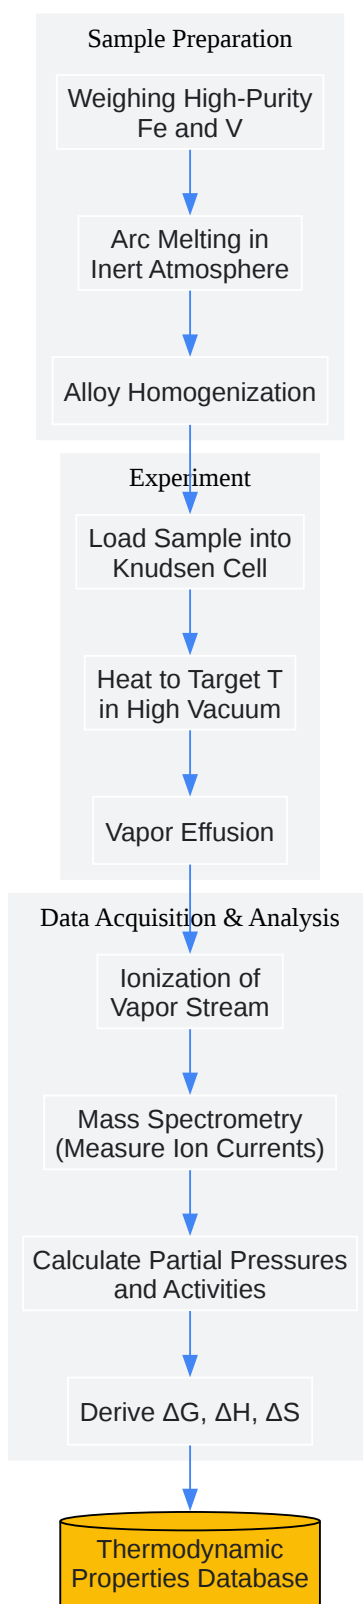 Sample Preparation
Weighing High-Purity
Fe and V
Arc Melting in
Inert Atmosphere
Alloy Homogenization
Experiment
Load Sample into
Knudsen Cell
Heat to Target T
in High Vacuum
Vapor Effusion
Data Acquisition & Analysis
Ionization of
Vapor Stream
Mass Spectrometry
(Measure Ion Currents)
Calculate Partial Pressures
and Activities
Derive ΔG, ΔH, ΔS
Thermodynamic
Properties Database